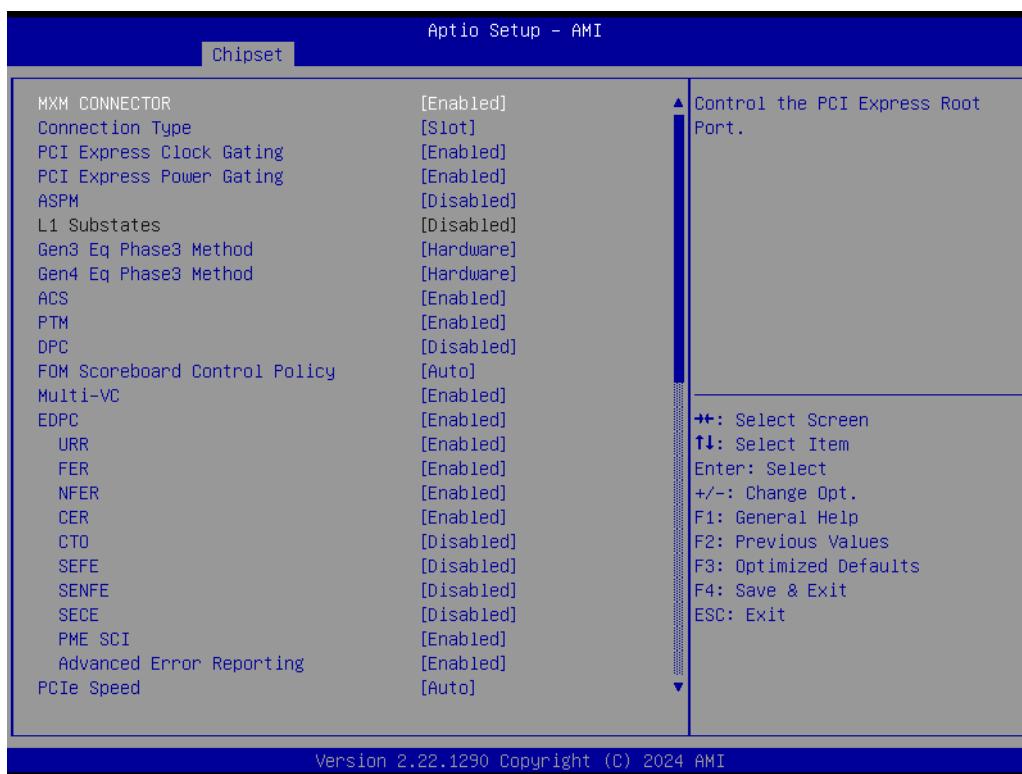 Aptio Setup – AMI
Chipset
MXM CONNECTOR [Enabled]
Connection Type [Slot]
PCI Express Clock Gating [Enabled]
PCI Express Power Gating [Enabled]
ASPM [Disabled]
L1 Substates [Disabled]
Gen3 Eq Phase3 Method [Hardware]
Gen4 Eq Phase3 Method [Hardware]
ACS [Enabled]
PTM [Enabled]
DPC [Disabled]
FOM Scoreboard Control Policy [Auto]
Multi-VC [Enabled]
EDPC [Enabled]
URR [Enabled]
FER [Enabled]
NFER [Enabled]
CER [Enabled]
CTO [Disabled]
SEFE [Disabled]
SENFE [Disabled]
SECE [Disabled]
PME SCI [Enabled]
Advanced Error Reporting [Enabled]
PCIe Speed [Auto]
Control the PCI Express Root
Port.
→←: Select Screen
↑↓: Select Item
Enter: Select
+/-: Change Opt.
F1: General Help
F2: Previous Values
F3: Optimized Defaults
F4: Save & Exit
ESC: Exit
Version 2.22.1290 Copyright (C) 2024 AMI